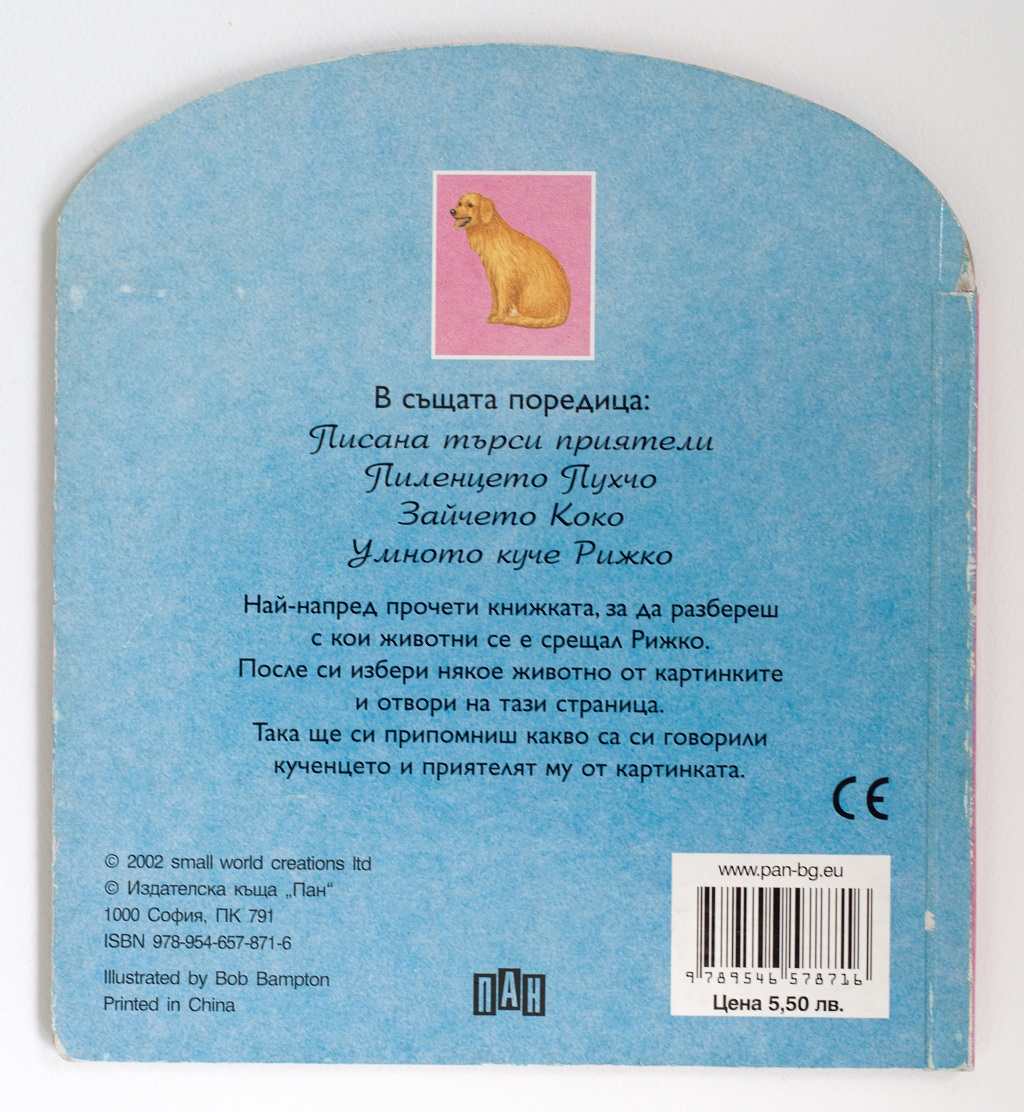 В същата поредица:
Писана търси приятели
Пиленцето Пухчо
Зайчето Коко
Умното куче Рижко
Най-напред прочети книжката, за да разбереш
с кои животни се е срещал Рижко.
После си избери някое животно от картинките
и отвори на тази страница.
Така ще си припомниш какво са си говорили
кученцето и приятелят му от картинката.
CE
© 2002 small world creations ltd
© Издателска къща „Пан“
1000 София, ПК 791
ISBN 978-954-657-871-6
Illustrated by Bob Bampton
Printed in China
ПАН
www.pan-bg.eu
9 789546 578716
Цена 5,50 лв.